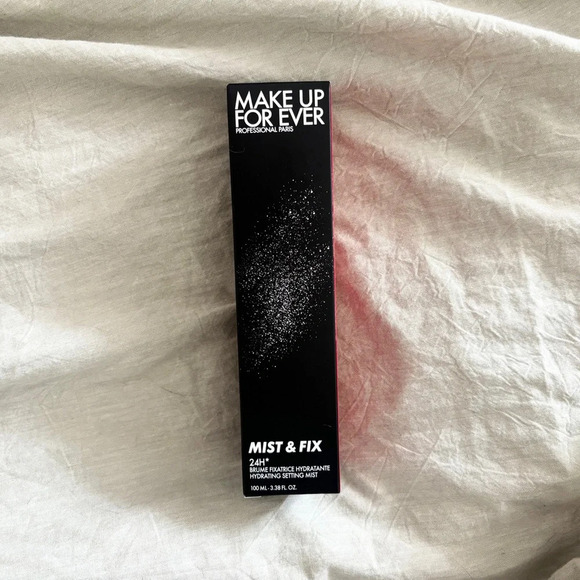 MAKE UP
FOR EVER
PROFESSIONAL PARIS
MIST & FIX
24H*
BRUME FIXATRICE HYDRATANTE
HYDRATING SETTING MIST
100 ML - 3.38 FL. OZ.